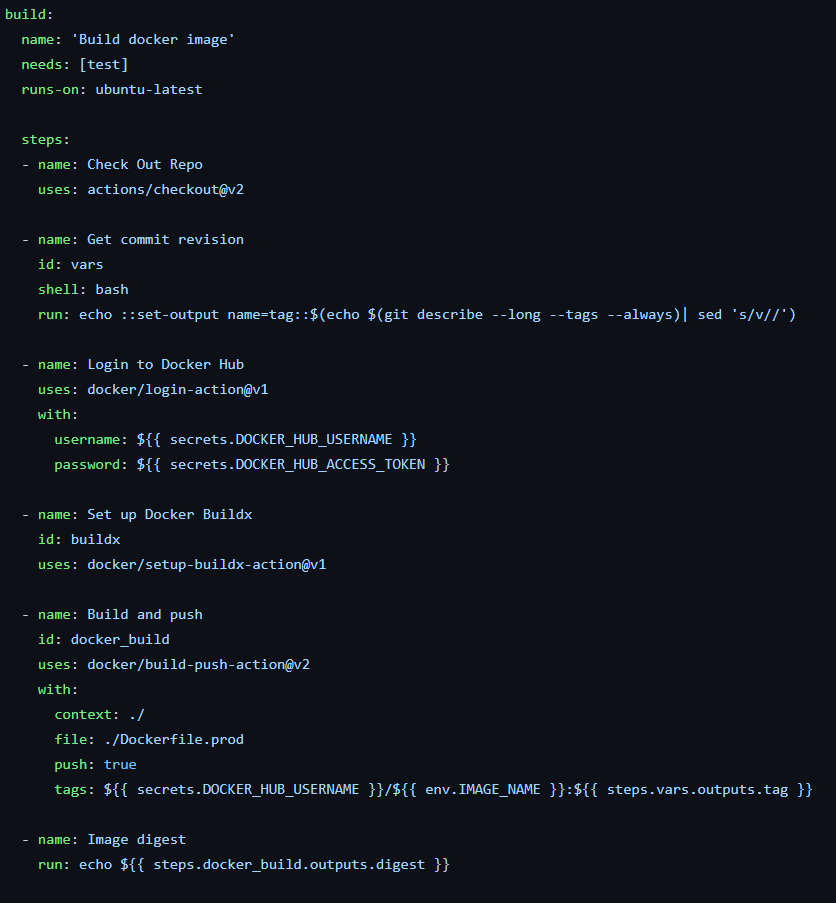 build:
  name: 'Build docker image'
  needs: [test]
  runs-on: ubuntu-latest

  steps:
  - name: Check Out Repo
    uses: actions/checkout@v2

  - name: Get commit revision
    id: vars
    shell: bash
    run: echo ::set-output name=tag::$(echo $(git describe --long --tags --always)| sed 's/v//')

  - name: Login to Docker Hub
    uses: docker/login-action@v1
    with:
      username: ${{ secrets.DOCKER_HUB_USERNAME }}
      password: ${{ secrets.DOCKER_HUB_ACCESS_TOKEN }}

  - name: Set up Docker Buildx
    id: buildx
    uses: docker/setup-buildx-action@v1

  - name: Build and push
    id: docker_build
    uses: docker/build-push-action@v2
    with:
      context: ./
      file: ./Dockerfile.prod
      push: true
      tags: ${{ secrets.DOCKER_HUB_USERNAME }}/${{ env.IMAGE_NAME }}:${{ steps.vars.outputs.tag }}

  - name: Image digest
    run: echo ${{ steps.docker_build.outputs.digest }}